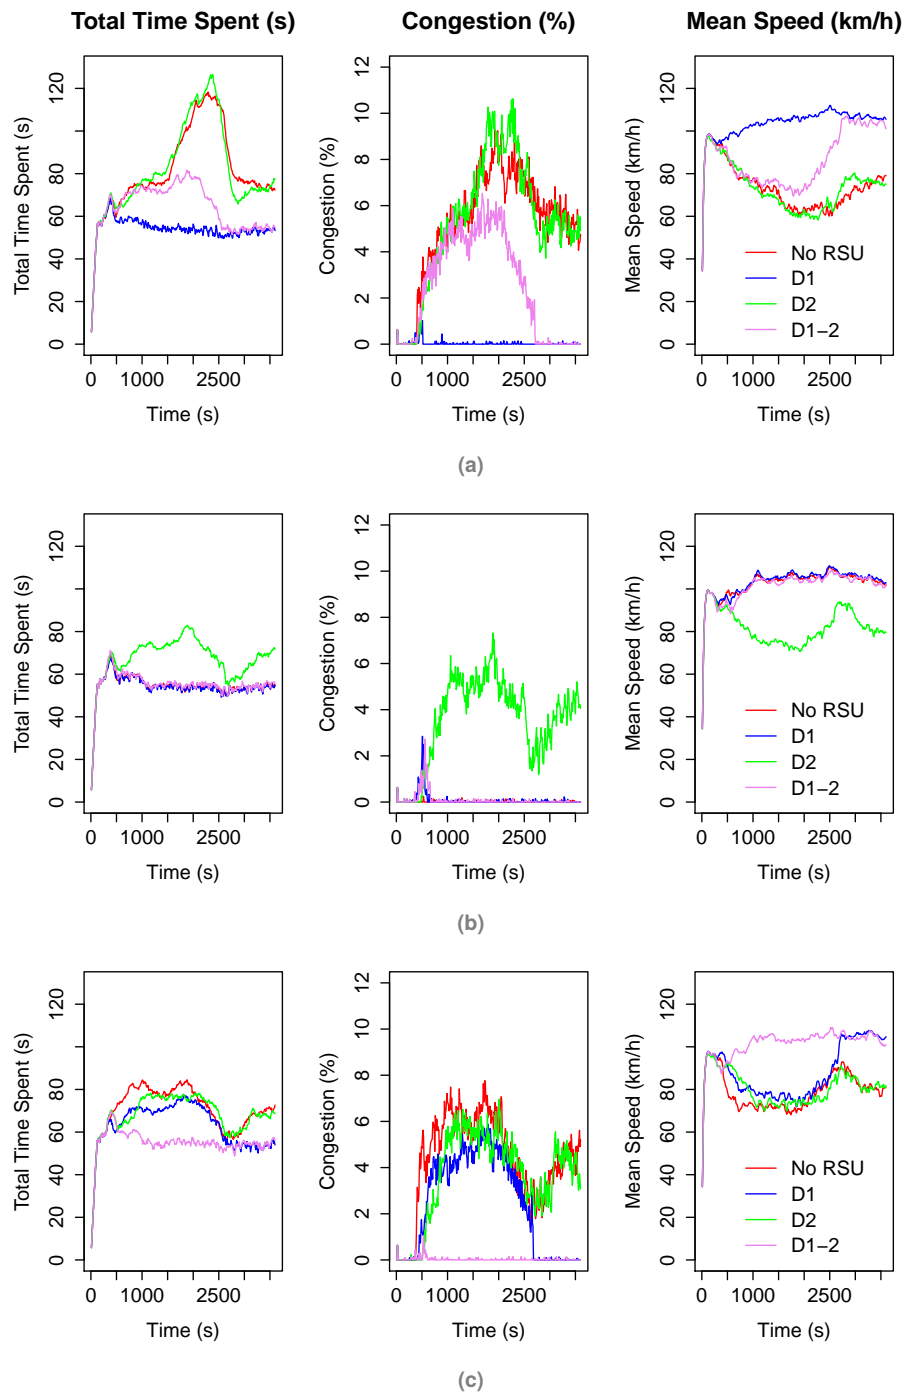 Total Time Spent (s) Congestion (%) Mean Speed (km/h)
Total Time Spent (s)
0 20 40 60 80 120
0 1000 2500
Time (s)
Congestion (%)
0 2 4 6 8 10 12
0 1000 2500
Time (s)
Mean Speed (km/h)
0 20 40 60 80 120
No RSU
D1
D2
D1−2
0 1000 2500
Time (s)
(a)
Total Time Spent (s)
0 20 40 60 80 120
0 1000 2500
Time (s)
Congestion (%)
0 2 4 6 8 10 12
0 1000 2500
Time (s)
Mean Speed (km/h)
0 20 40 60 80 120
No RSU
D1
D2
D1−2
0 1000 2500
Time (s)
(b)
Total Time Spent (s)
0 20 40 60 80 120
0 1000 2500
Time (s)
Congestion (%)
0 2 4 6 8 10 12
0 1000 2500
Time (s)
Mean Speed (km/h)
0 20 40 60 80 120
No RSU
D1
D2
D1−2
0 1000 2500
Time (s)
(c)